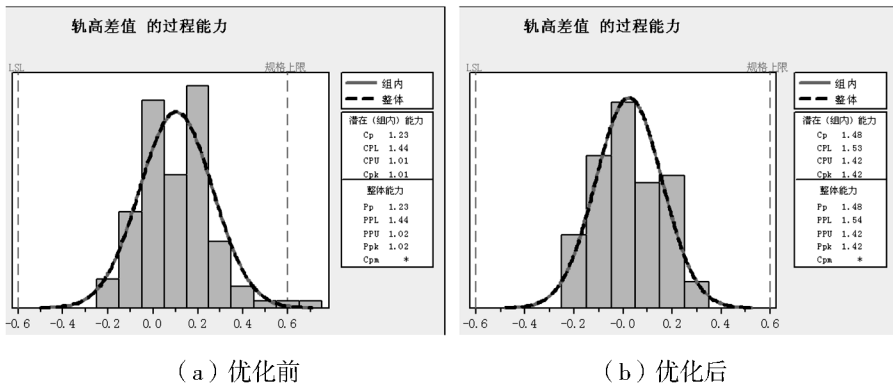 轨高差值 的过程能力
LSL
规格上限
组内
整体
潜在（组内）能力
Cp 1.23
CPL 1.44
CPU 1.01
Cpk 1.01
整体能力
Pp 1.23
PPL 1.44
PPU 1.02
Ppk 1.02
Cpm *
-0.6 -0.4 -0.2 0.0 0.2 0.4 0.6
（a）优化前
轨高差值 的过程能力
LSL
规格上限
组内
整体
潜在（组内）能力
Cp 1.48
CPL 1.53
CPU 1.42
Cpk 1.42
整体能力
Pp 1.48
PPL 1.54
PPU 1.42
Ppk 1.42
Cpm *
-0.6 -0.4 -0.2 -0.0 0.2 0.4 0.6
（b）优化后